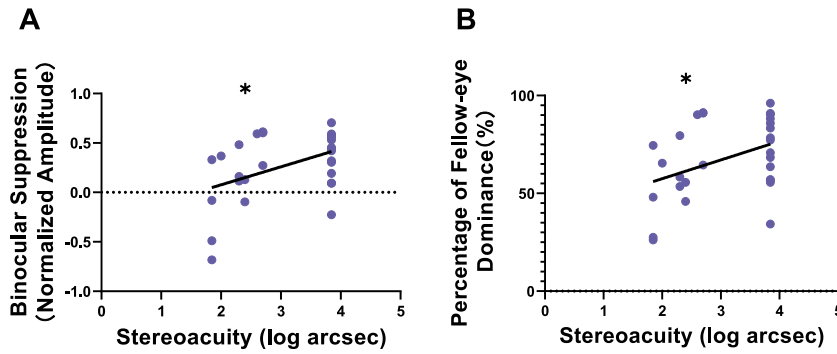 A
Binocular Suppression
(Normalized Amplitude)
1.0
0.5
0.0
-0.5
-1.0
*
0 1 2 3 4 5
Stereoacuity (log arcsec)
B
Percentage of Fellow-eye
Dominance(%)
100
50
0
*
0 1 2 3 4 5
Stereoacuity (log arcsec)